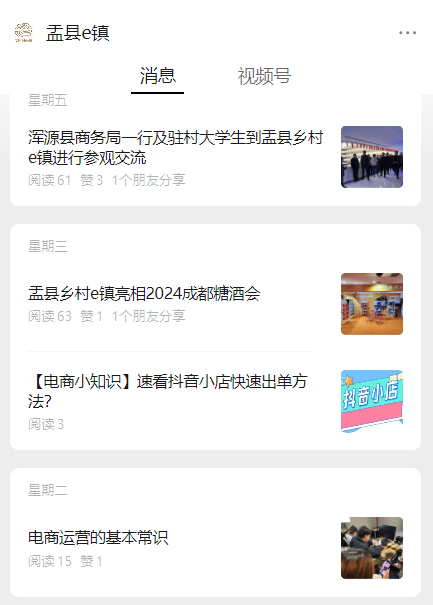 盂县e镇
消息 视频号
星期五
浑源县商务局一行及驻村大学生到盂县乡村
e镇进行参观交流
阅读 61 赞 3 1个朋友分享
星期三
盂县乡村e镇亮相2024成都糖酒会
阅读 63 赞 1 1个朋友分享
【电商小知识】速看抖音小店快速出单方
法?
阅读 3
抖音小店
星期二
电商运营的基本常识
阅读 15 赞 1